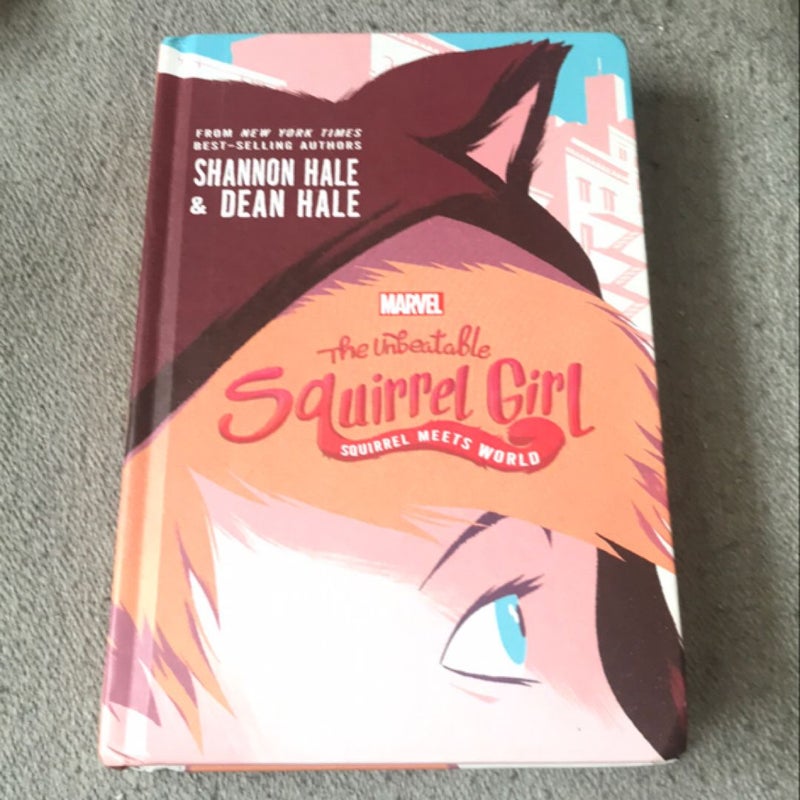 FROM NEW YORK TIMES
BEST-SELLING AUTHORS
SHANNON HALE
& DEAN HALE
MARVEL
The Unbeatable
Squirrel Girl
SQUIRREL MEETS WORLD